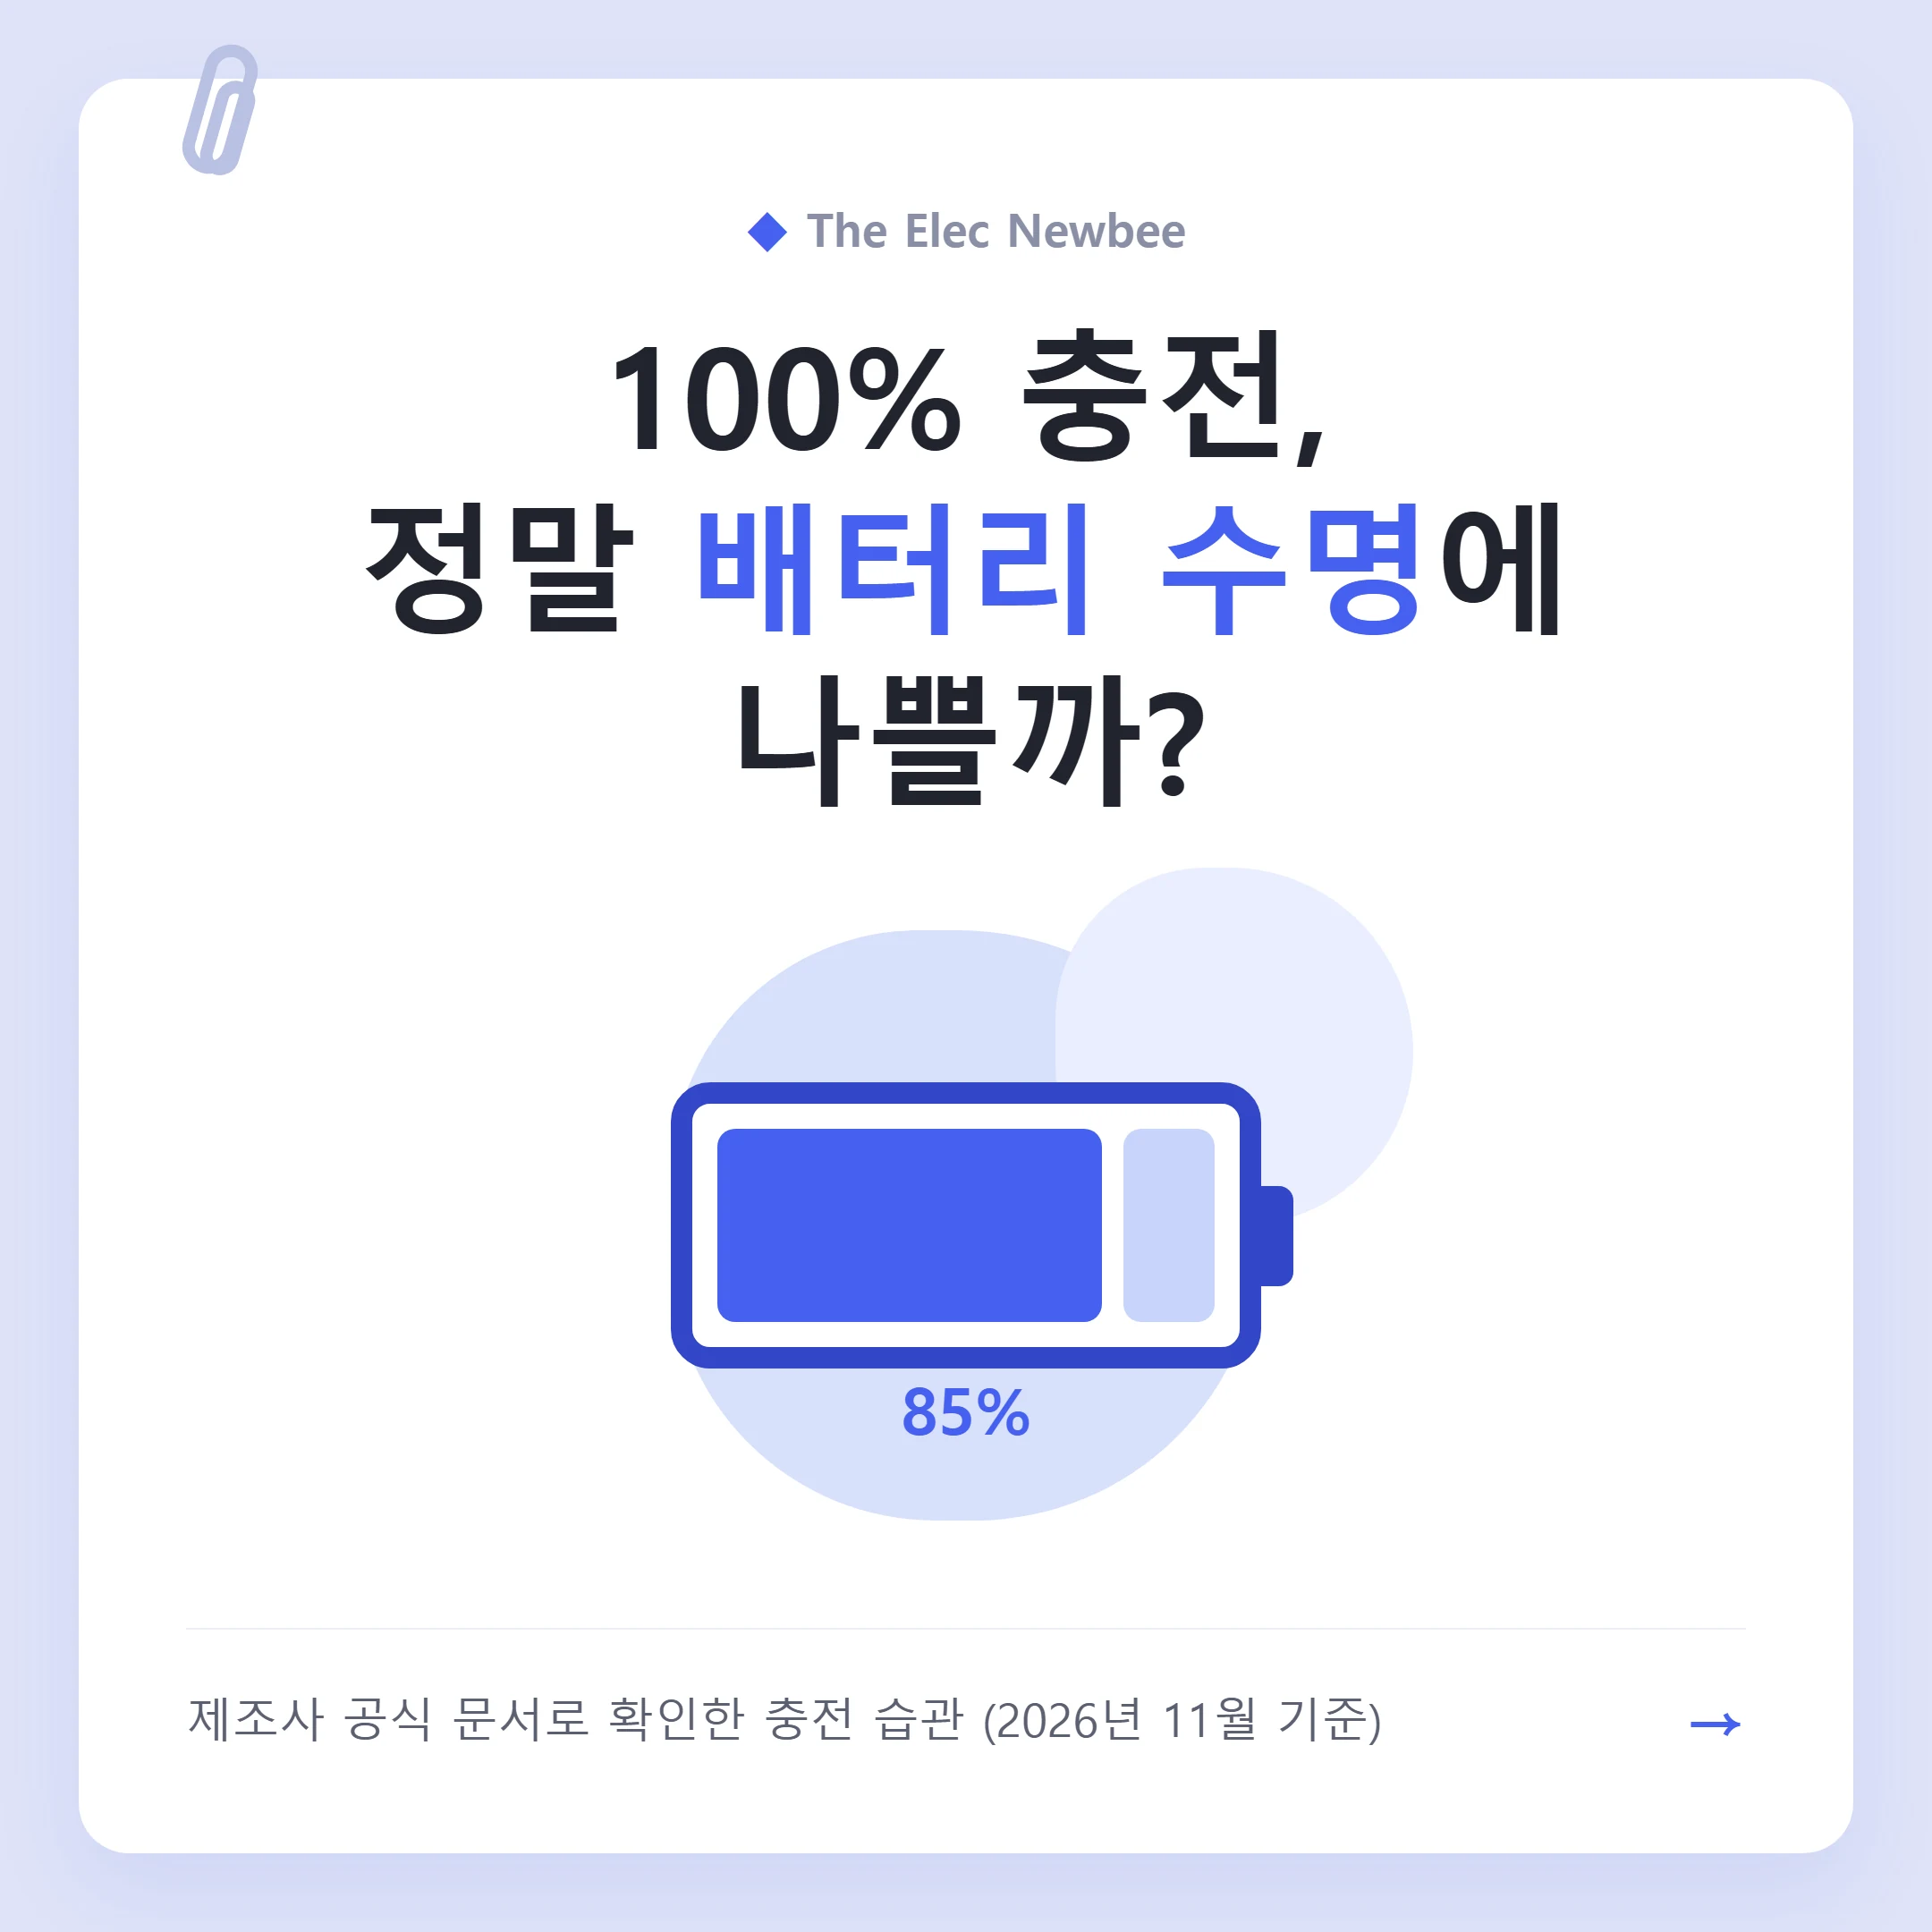 The Elec Newbee
100% 충전,
정말 배터리 수명에
나쁠까?
85%
제조사 공식 문서로 확인한 충전 습관 (2026년 11월 기준) →